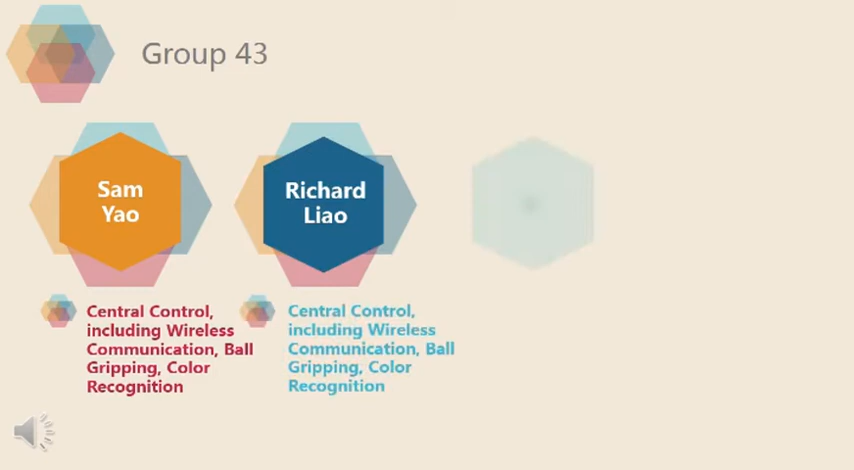 Group 43
Sam
Yao
Richard
Liao
Central Control,
including Wireless
Communication, Ball
Gripping, Color
Recognition
Central Control,
including Wireless
Communication, Ball
Gripping, Color
Recognition